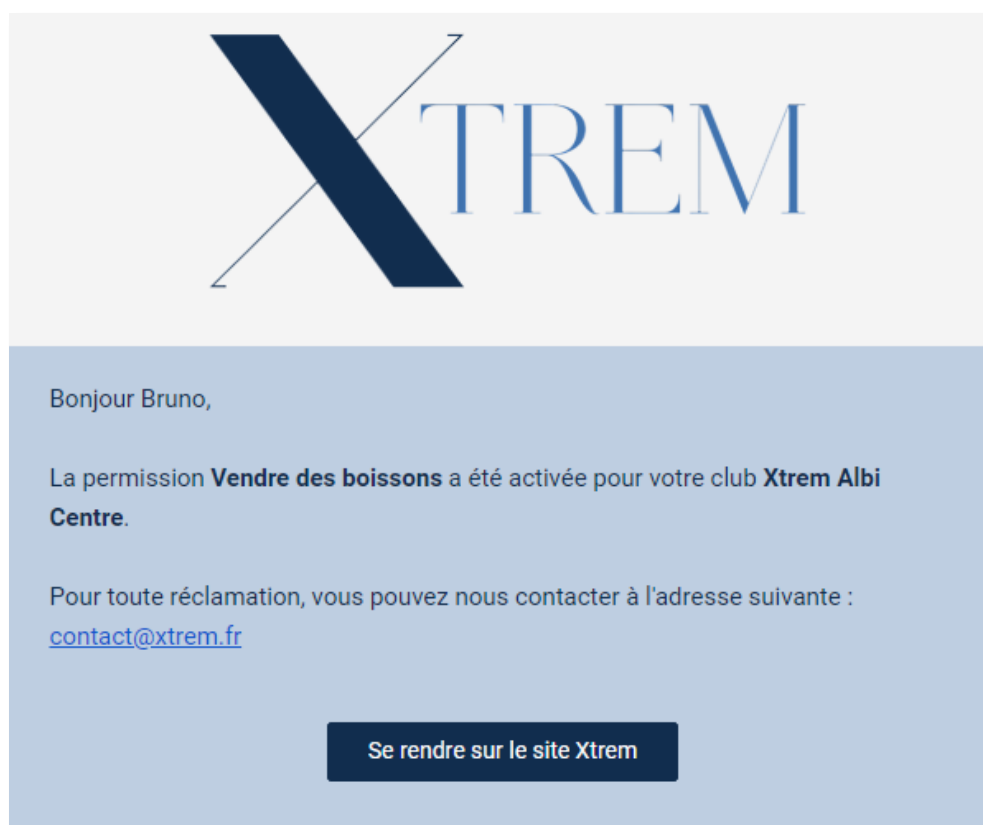 XTREM
Bonjour Bruno,
La permission Vendre des boissons a été activée pour votre club Xtrem Albi
Centre.
Pour toute réclamation, vous pouvez nous contacter à l'adresse suivante :
contact@xtrem.fr
Se rendre sur le site Xtrem